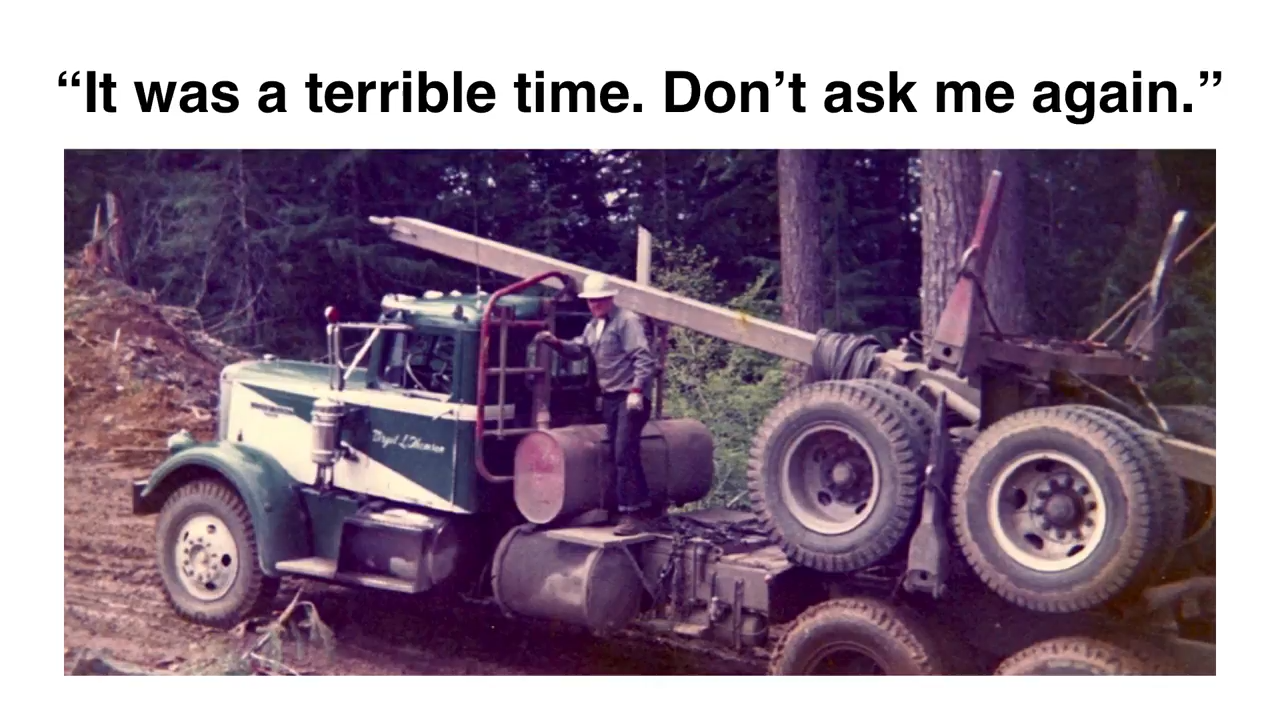 “It was a terrible time. Don’t ask me again.”